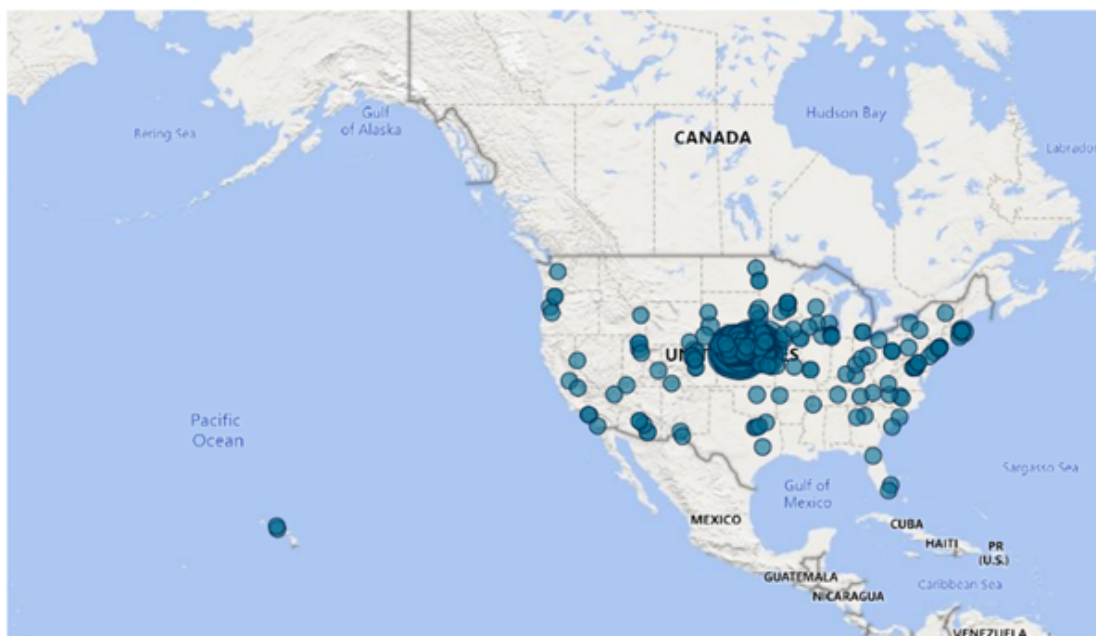 Hudson Bay
Gulf
of Alaska
Bering Sea
CANADA
Labrador
Pacific
Ocean
Sargasso Sea
Gulf of
Mexico
MEXICO
CUBA
HAITI
PR
(U.S.)
GUATEMALA
NICARAGUA
Caribbean Sea
VENEZUELA